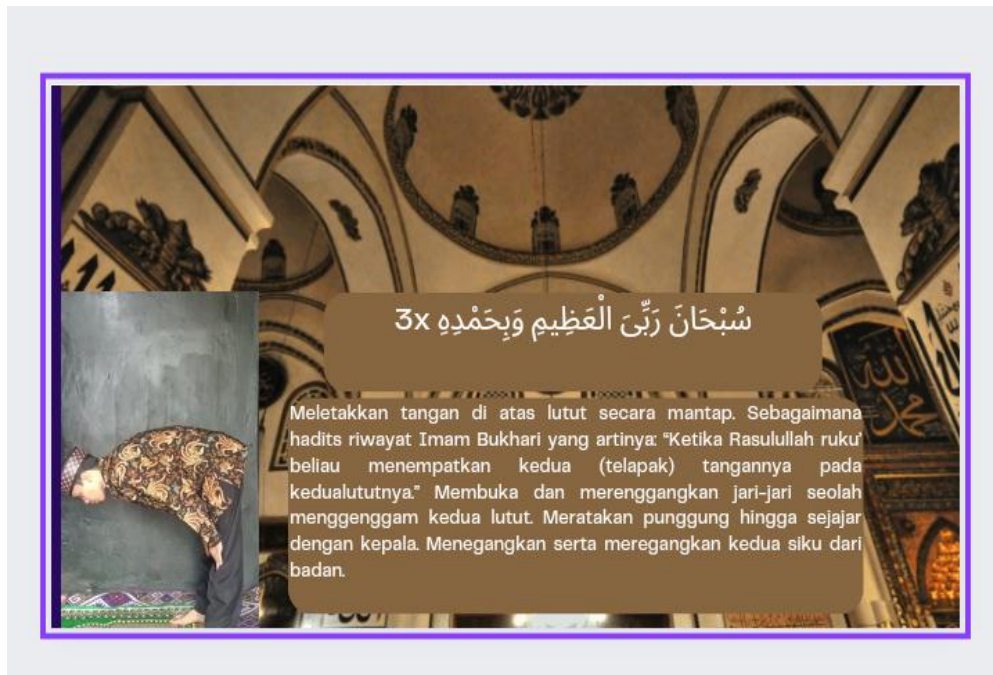 سُبْحَانَ رَبِّىَ الْعَظِيمِ وَبِحَمْدِهِ 3x
Meletakkan tangan di atas lutut secara mantap. Sebagaimana
hadits riwayat Imam Bukhari yang artinya: “Ketika Rasulullah ruku’
beliau menempatkan kedua (telapak) tangannya pada
kedualututnya.” Membuka dan merenggangkan jari-jari seolah
menggenggam kedua lutut. Meratakan punggung hingga sejajar
dengan kepala. Menegangkan serta meregangkan kedua siku dari
badan.
الله
محمد